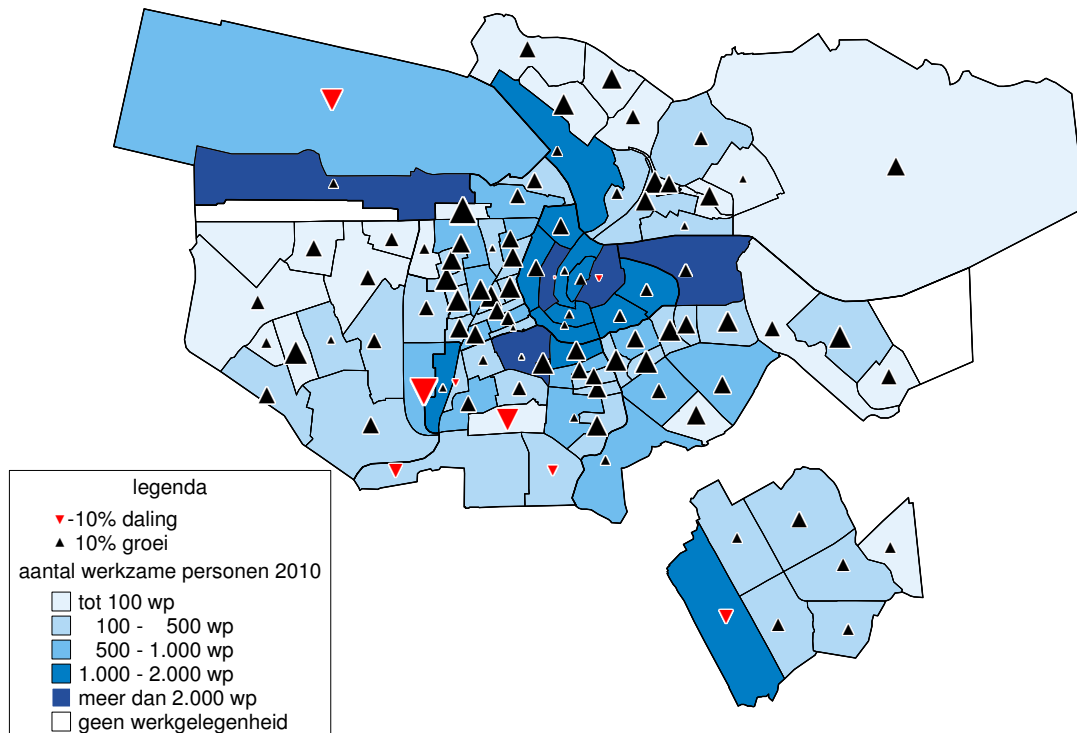 legenda
-10% daling
10% groei
aantal werkzame personen 2010
tot 100 wp
100 - 500 wp
500 - 1.000 wp
1.000 - 2.000 wp
meer dan 2.000 wp
geen werkgelegenheid